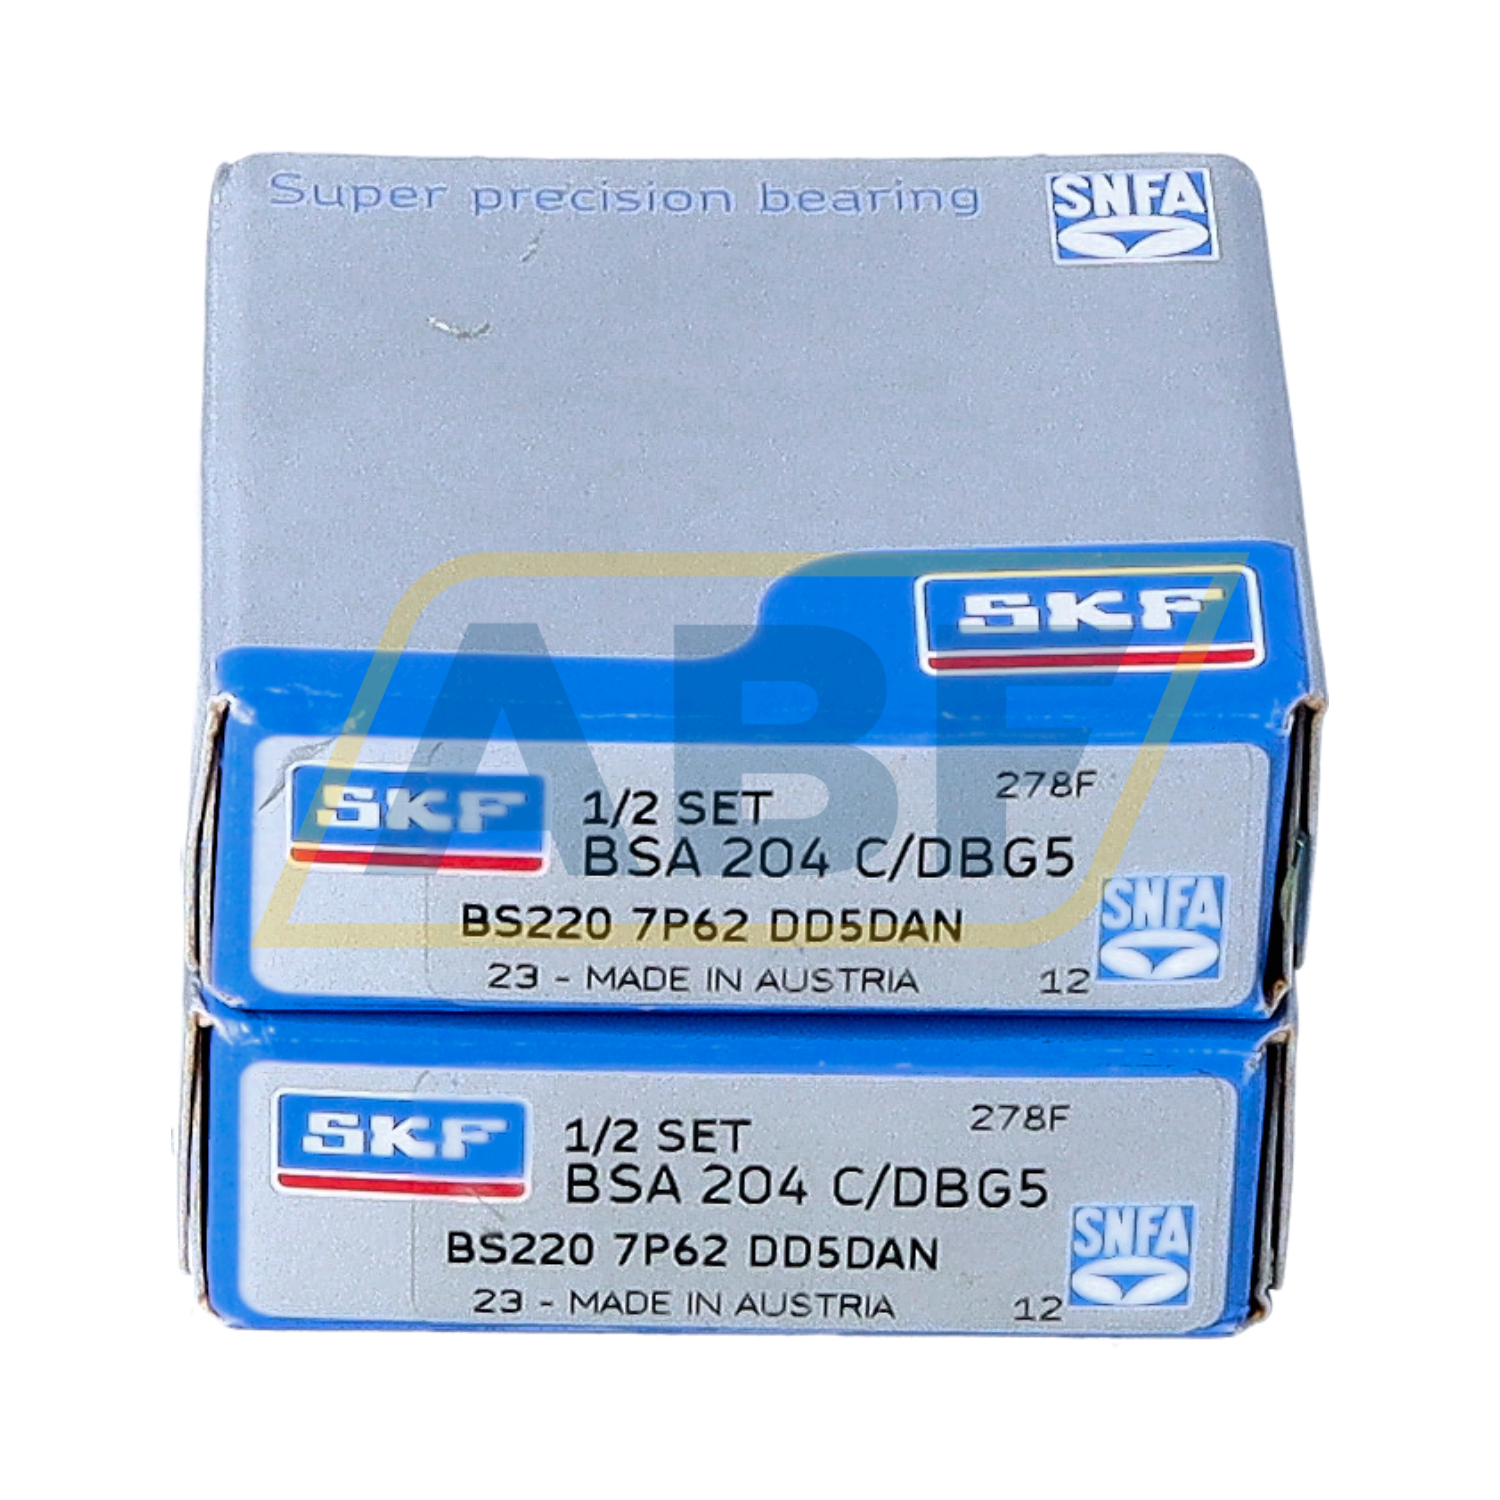 Super precision bearing
SNFA
SKF
ABF
SKF
1/2 SET
278F
BSA 204 C/DBG5
BS220 7P62 DD5DAN
SNFA
23 - MADE IN AUSTRIA
12
SKF
1/2 SET
278F
BSA 204 C/DBG5
BS220 7P62 DD5DAN
SNFA
23 - MADE IN AUSTRIA
12